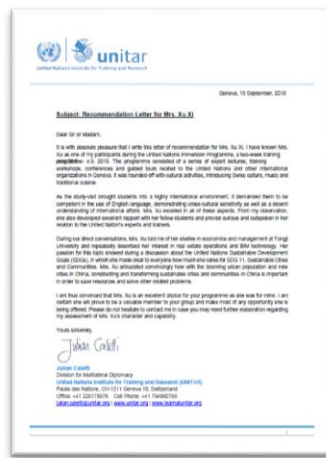 unitar
United Nations Institute for Training and Research
Geneva, 10 September, 2018
Subject: Recommendation Letter for Mrs. Xu Xi
Dear Sir or Madam,
It is with absolute pleasure that I write this letter of recommendation for Ms. Xu Xi. I have known Mrs.
Xu as one of my participants during the United Nations Immersion Programme, a two-week training
4.9. 2018. The programme consisted of a series of expert lectures, training
workshops, conferences and guided tours related to the United Nations and other international
organizations in Geneva. It was rounded-off with cultural activities, introducing Swiss culture, music and
traditional cuisine.
As the study-visit brought students into a highly international environment, it demanded them to be
competent in the use of English language, demonstrating cross-cultural sensitivity as well as a decent
understanding of international affairs. Mrs. Xu excelled in all of these aspects. From my observation,
she also developed excellent rapport with her fellow students and proved curious and outspoken in her
relation to the United Nation's experts and trainers.
During our direct conversations, Mrs. Xu told me of her studies in economics and management at Tongji
University and repeatedly described her interest in real estate operations and BIM technology. Her
passion for this topic showed during a discussion about the United Nations Sustainable Development
Goals (SDGs), in which she made clear to everyone how much she cares for SDG 11, Sustainable Cities
and Communities. Mrs. Xu articulated convincingly how with the booming urban population and new
cities in China, constructing and transforming sustainable cities and communities in China is important
in order to save resources and solve other related problems.
I am thus convinced that Mrs. Xu is an excellent choice for your programme as she was for mine. I am
certain she will prove to be a valuable member to your group and make most of any opportunity she is
being offered. Please do not hesitate to contact me in case you may need further elaboration regarding
my assessment of Mrs. Xu's character and capability.
Yours sincerely,
Julian Caletti
Julian Caletti
Division for Multilateral Diplomacy
United Nations Institute for Training and Research (UNITAR)
Palais des Nations, CH-1211 Geneva 10, Switzerland
julian.caletti@unitar.org | www.unitar.org | www.learnatunitar.org